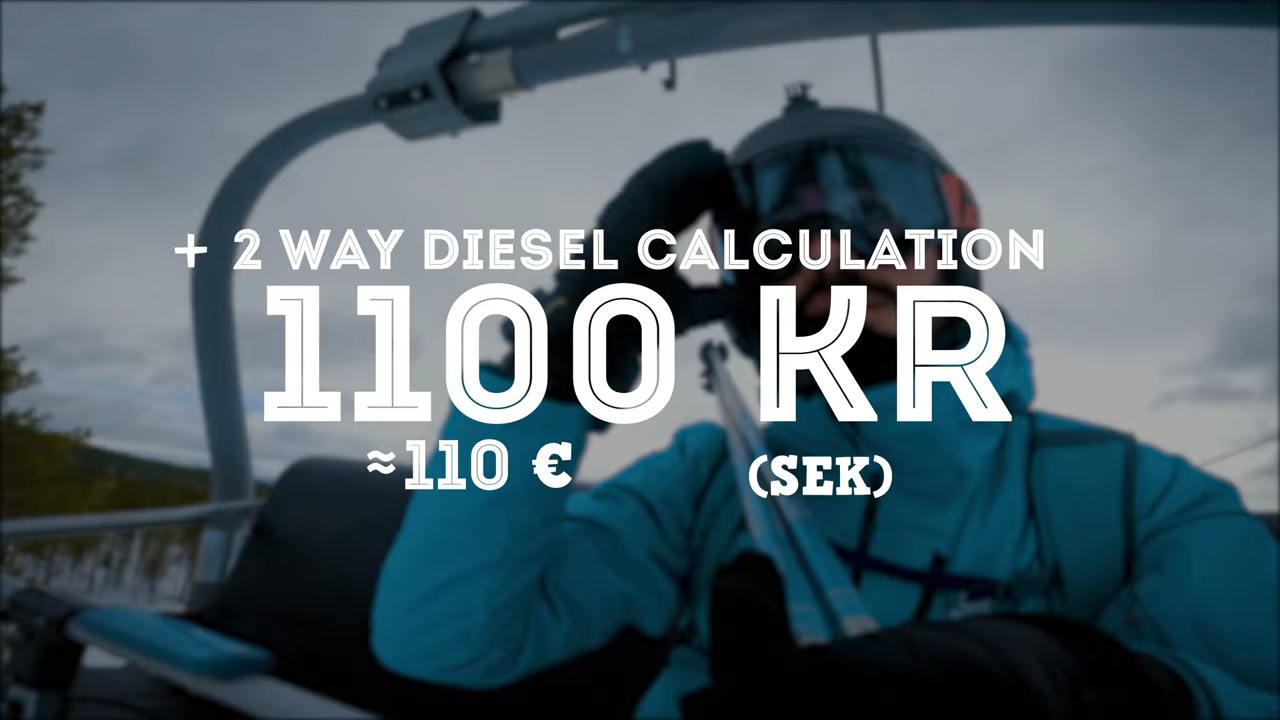 + 2 WAY DIESEL CALCULATION
1100 KR
≈110 € (SEK)